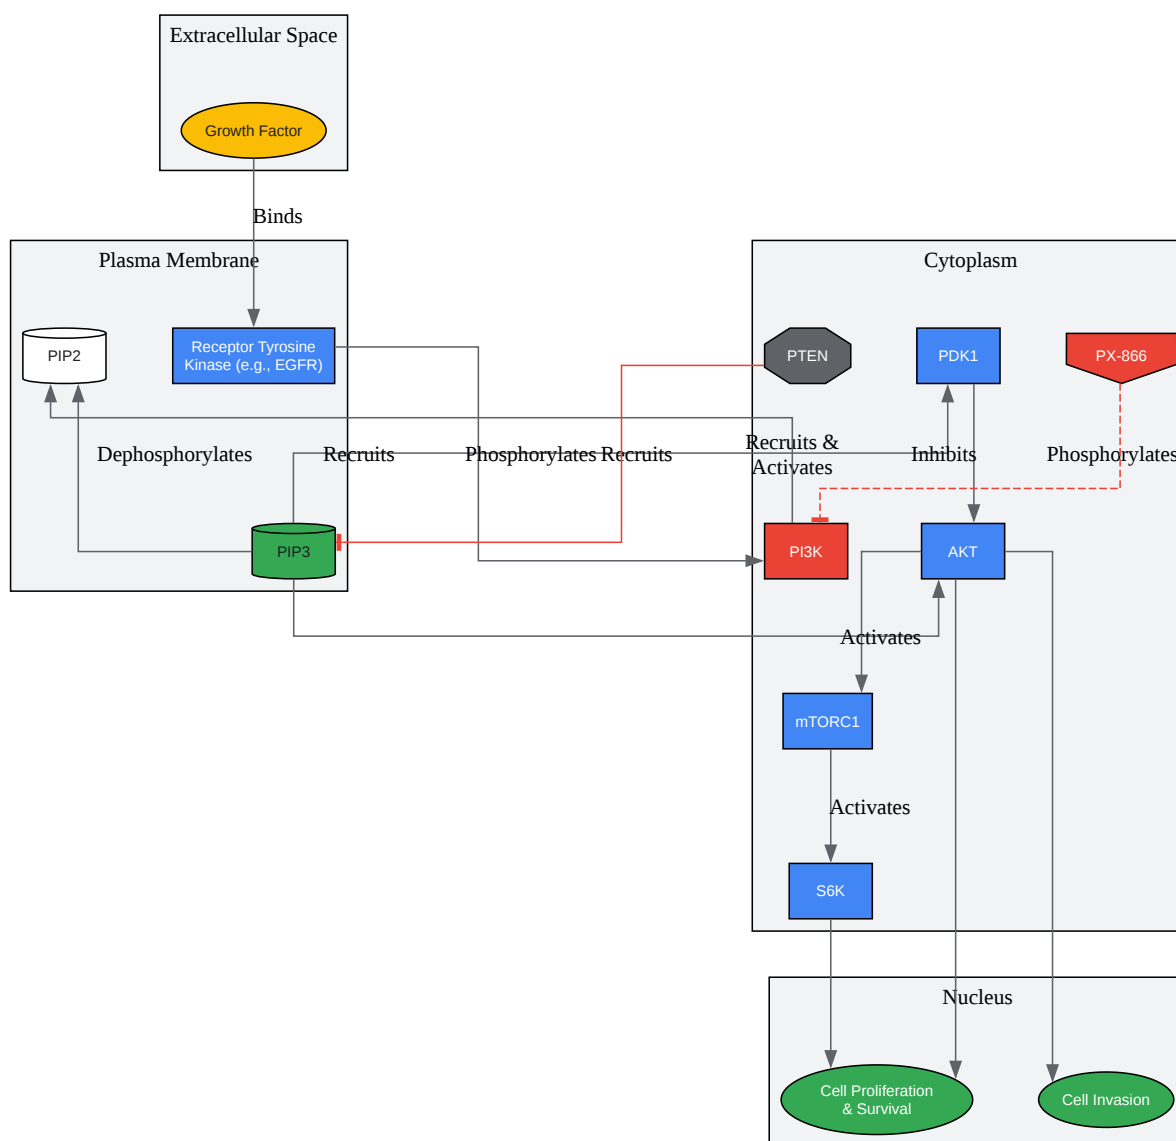 Extracellular Space
Growth Factor
Binds
Plasma Membrane
Cytoplasm
PIP2
Receptor Tyrosine
Kinase (e.g., EGFR)
PTEN
PDK1
PX-866
Dephosphorylates
Recruits
Phosphorylates
Recruits
Recruits &
Activates
Inhibits
Phosphorylates
PIP3
PI3K
AKT
Activates
mTORC1
Activates
S6K
Nucleus
Cell Proliferation
& Survival
Cell Invasion